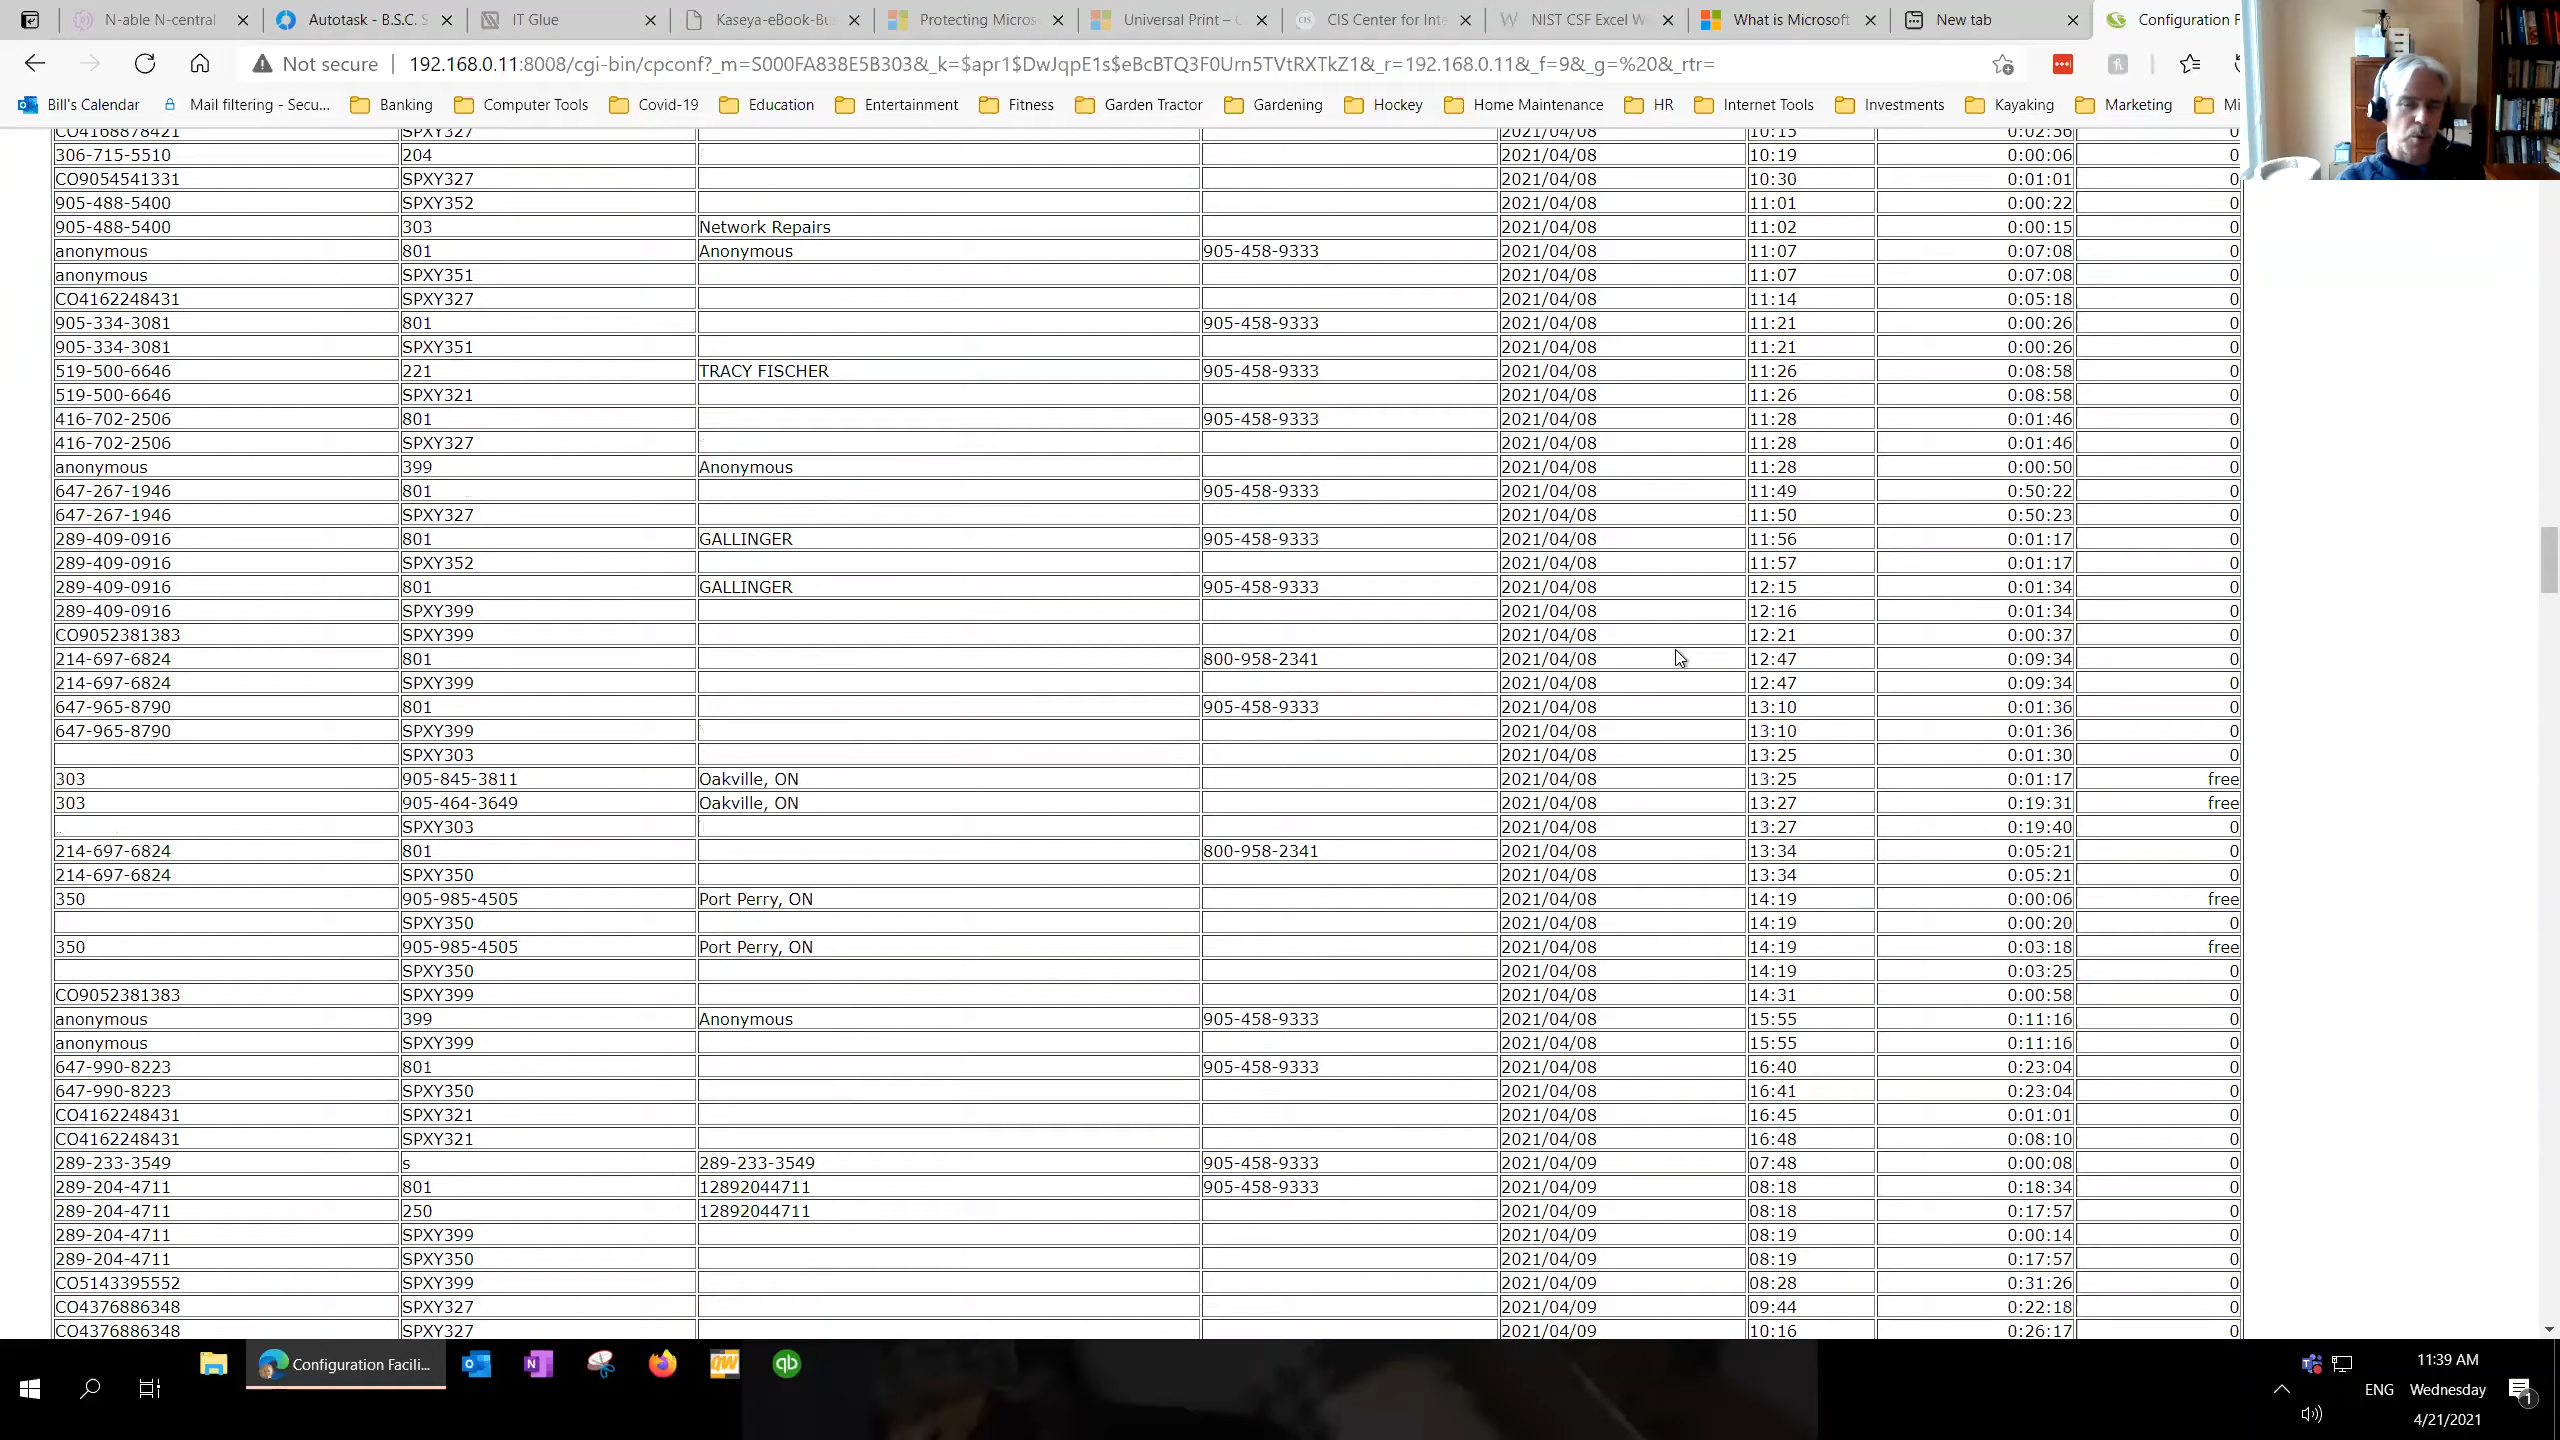 N-able N-central
Autotask - B.S.C. S
IT Glue
Kaseya-eBook-Bu
Protecting Micros
Universal Print –
CIS Center for Int
NIST CSF Excel W
What is Microsoft
New tab
Configuration F
Not secure 192.168.0.11:8008/cgi-bin/cpconf?_m=S000FA838E5B303&_k=$apr1$DwJqpE1s$eBcBTQ3F0Urn5TVtRXTkZ1&_r=192.168.0.11&_f=9&_g=%20&_rtr=
Bill's Calendar Mail filtering - Secu... Banking Computer Tools Covid-19 Education Entertainment Fitness Garden Tractor Gardening Hockey Home Maintenance HR Internet Tools Investments Kayaking Marketing Mi
CO4168878421 SPXY327 2021/04/08 10:15 0:02:36 0
306-715-5510 204 2021/04/08 10:19 0:00:06 0
CO9054541331 SPXY327 2021/04/08 10:30 0:01:01 0
905-488-5400 SPXY352 2021/04/08 11:01 0:00:22 0
905-488-5400 303 Network Repairs 2021/04/08 11:02 0:00:15 0
anonymous 801 Anonymous 905-458-9333 2021/04/08 11:07 0:07:08 0
anonymous SPXY351 2021/04/08 11:07 0:07:08 0
CO4162248431 SPXY327 2021/04/08 11:14 0:05:18 0
905-334-3081 801 905-458-9333 2021/04/08 11:21 0:00:26 0
905-334-3081 SPXY351 2021/04/08 11:21 0:00:26 0
519-500-6646 221 TRACY FISCHER 905-458-9333 2021/04/08 11:26 0:08:58 0
519-500-6646 SPXY321 2021/04/08 11:26 0:08:58 0
416-702-2506 801 905-458-9333 2021/04/08 11:28 0:01:46 0
416-702-2506 SPXY327 2021/04/08 11:28 0:01:46 0
anonymous 399 Anonymous 2021/04/08 11:28 0:00:50 0
647-267-1946 801 905-458-9333 2021/04/08 11:49 0:50:22 0
647-267-1946 SPXY327 2021/04/08 11:50 0:50:23 0
289-409-0916 801 GALLINGER 905-458-9333 2021/04/08 11:56 0:01:17 0
289-409-0916 SPXY352 2021/04/08 11:57 0:01:17 0
289-409-0916 801 GALLINGER 905-458-9333 2021/04/08 12:15 0:01:34 0
289-409-0916 SPXY399 2021/04/08 12:16 0:01:34 0
CO9052381383 SPXY399 2021/04/08 12:21 0:00:37 0
214-697-6824 801 800-958-2341 2021/04/08 12:47 0:09:34 0
214-697-6824 SPXY399 2021/04/08 12:47 0:09:34 0
647-965-8790 801 905-458-9333 2021/04/08 13:10 0:01:36 0
647-965-8790 SPXY399 2021/04/08 13:10 0:01:36 0
SPXY303 2021/04/08 13:25 0:01:30 0
303 905-845-3811 Oakville, ON 2021/04/08 13:25 0:01:17 free
303 905-464-3649 Oakville, ON 2021/04/08 13:27 0:19:31 free
SPXY303 2021/04/08 13:27 0:19:40 0
214-697-6824 801 800-958-2341 2021/04/08 13:34 0:05:21 0
214-697-6824 SPXY350 2021/04/08 13:34 0:05:21 0
350 905-985-4505 Port Perry, ON 2021/04/08 14:19 0:00:06 free
SPXY350 2021/04/08 14:19 0:00:20 0
350 905-985-4505 Port Perry, ON 2021/04/08 14:19 0:03:18 free
SPXY350 2021/04/08 14:19 0:03:25 0
CO9052381383 SPXY399 2021/04/08 14:31 0:00:58 0
anonymous 399 Anonymous 905-458-9333 2021/04/08 15:55 0:11:16 0
anonymous SPXY399 2021/04/08 15:55 0:11:16 0
647-990-8223 801 905-458-9333 2021/04/08 16:40 0:23:04 0
647-990-8223 SPXY350 2021/04/08 16:41 0:23:04 0
CO4162248431 SPXY321 2021/04/08 16:45 0:01:01 0
CO4162248431 SPXY321 2021/04/08 16:48 0:08:10 0
289-233-3549 s 289-233-3549 905-458-9333 2021/04/09 07:48 0:00:08 0
289-204-4711 801 12892044711 905-458-9333 2021/04/09 08:18 0:18:34 0
289-204-4711 250 12892044711 2021/04/09 08:18 0:17:57 0
289-204-4711 SPXY399 2021/04/09 08:19 0:00:14 0
289-204-4711 SPXY350 2021/04/09 08:19 0:17:57 0
CO5143395552 SPXY399 2021/04/09 08:28 0:31:26 0
CO4376886348 SPXY327 2021/04/09 09:44 0:22:18 0
CO4376886348 SPXY327 2021/04/09 10:16 0:26:17 0
Configuration Facili...
QW
qb
11:39 AM
ENG Wednesday
4/21/2021
1